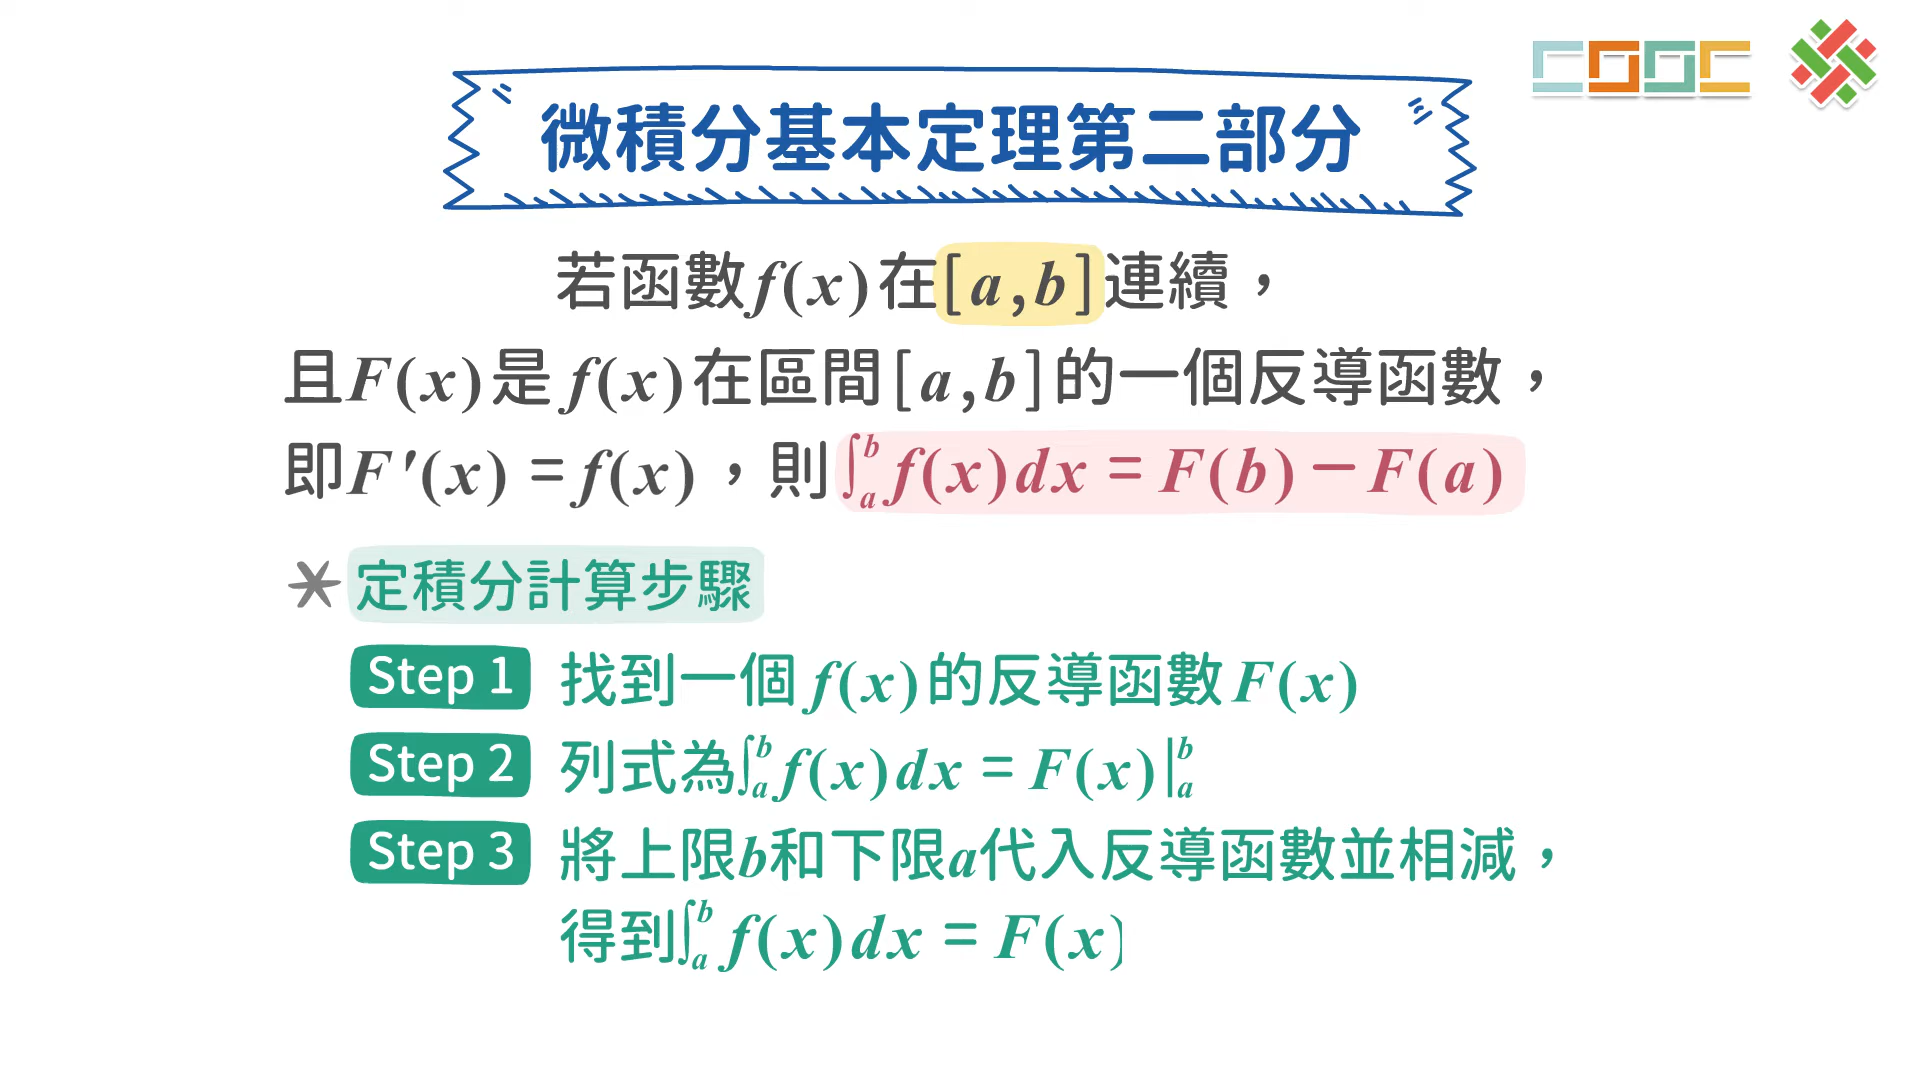 COOC
微積分基本定理第二部分
若函數f(x)在[a,b]連續，
且F(x)是f(x)在區間[a,b]的一個反導函數，
即F'(x)=f(x)，則∫_a^b f(x)dx=F(b)−F(a)
＊定積分計算步驟
Step 1 找到一個f(x)的反導函數F(x)
Step 2 列式為∫_a^b f(x)dx=F(x)|_a^b
Step 3 將上限b和下限a代入反導函數並相減，
得到∫_a^b f(x)dx=F(x)